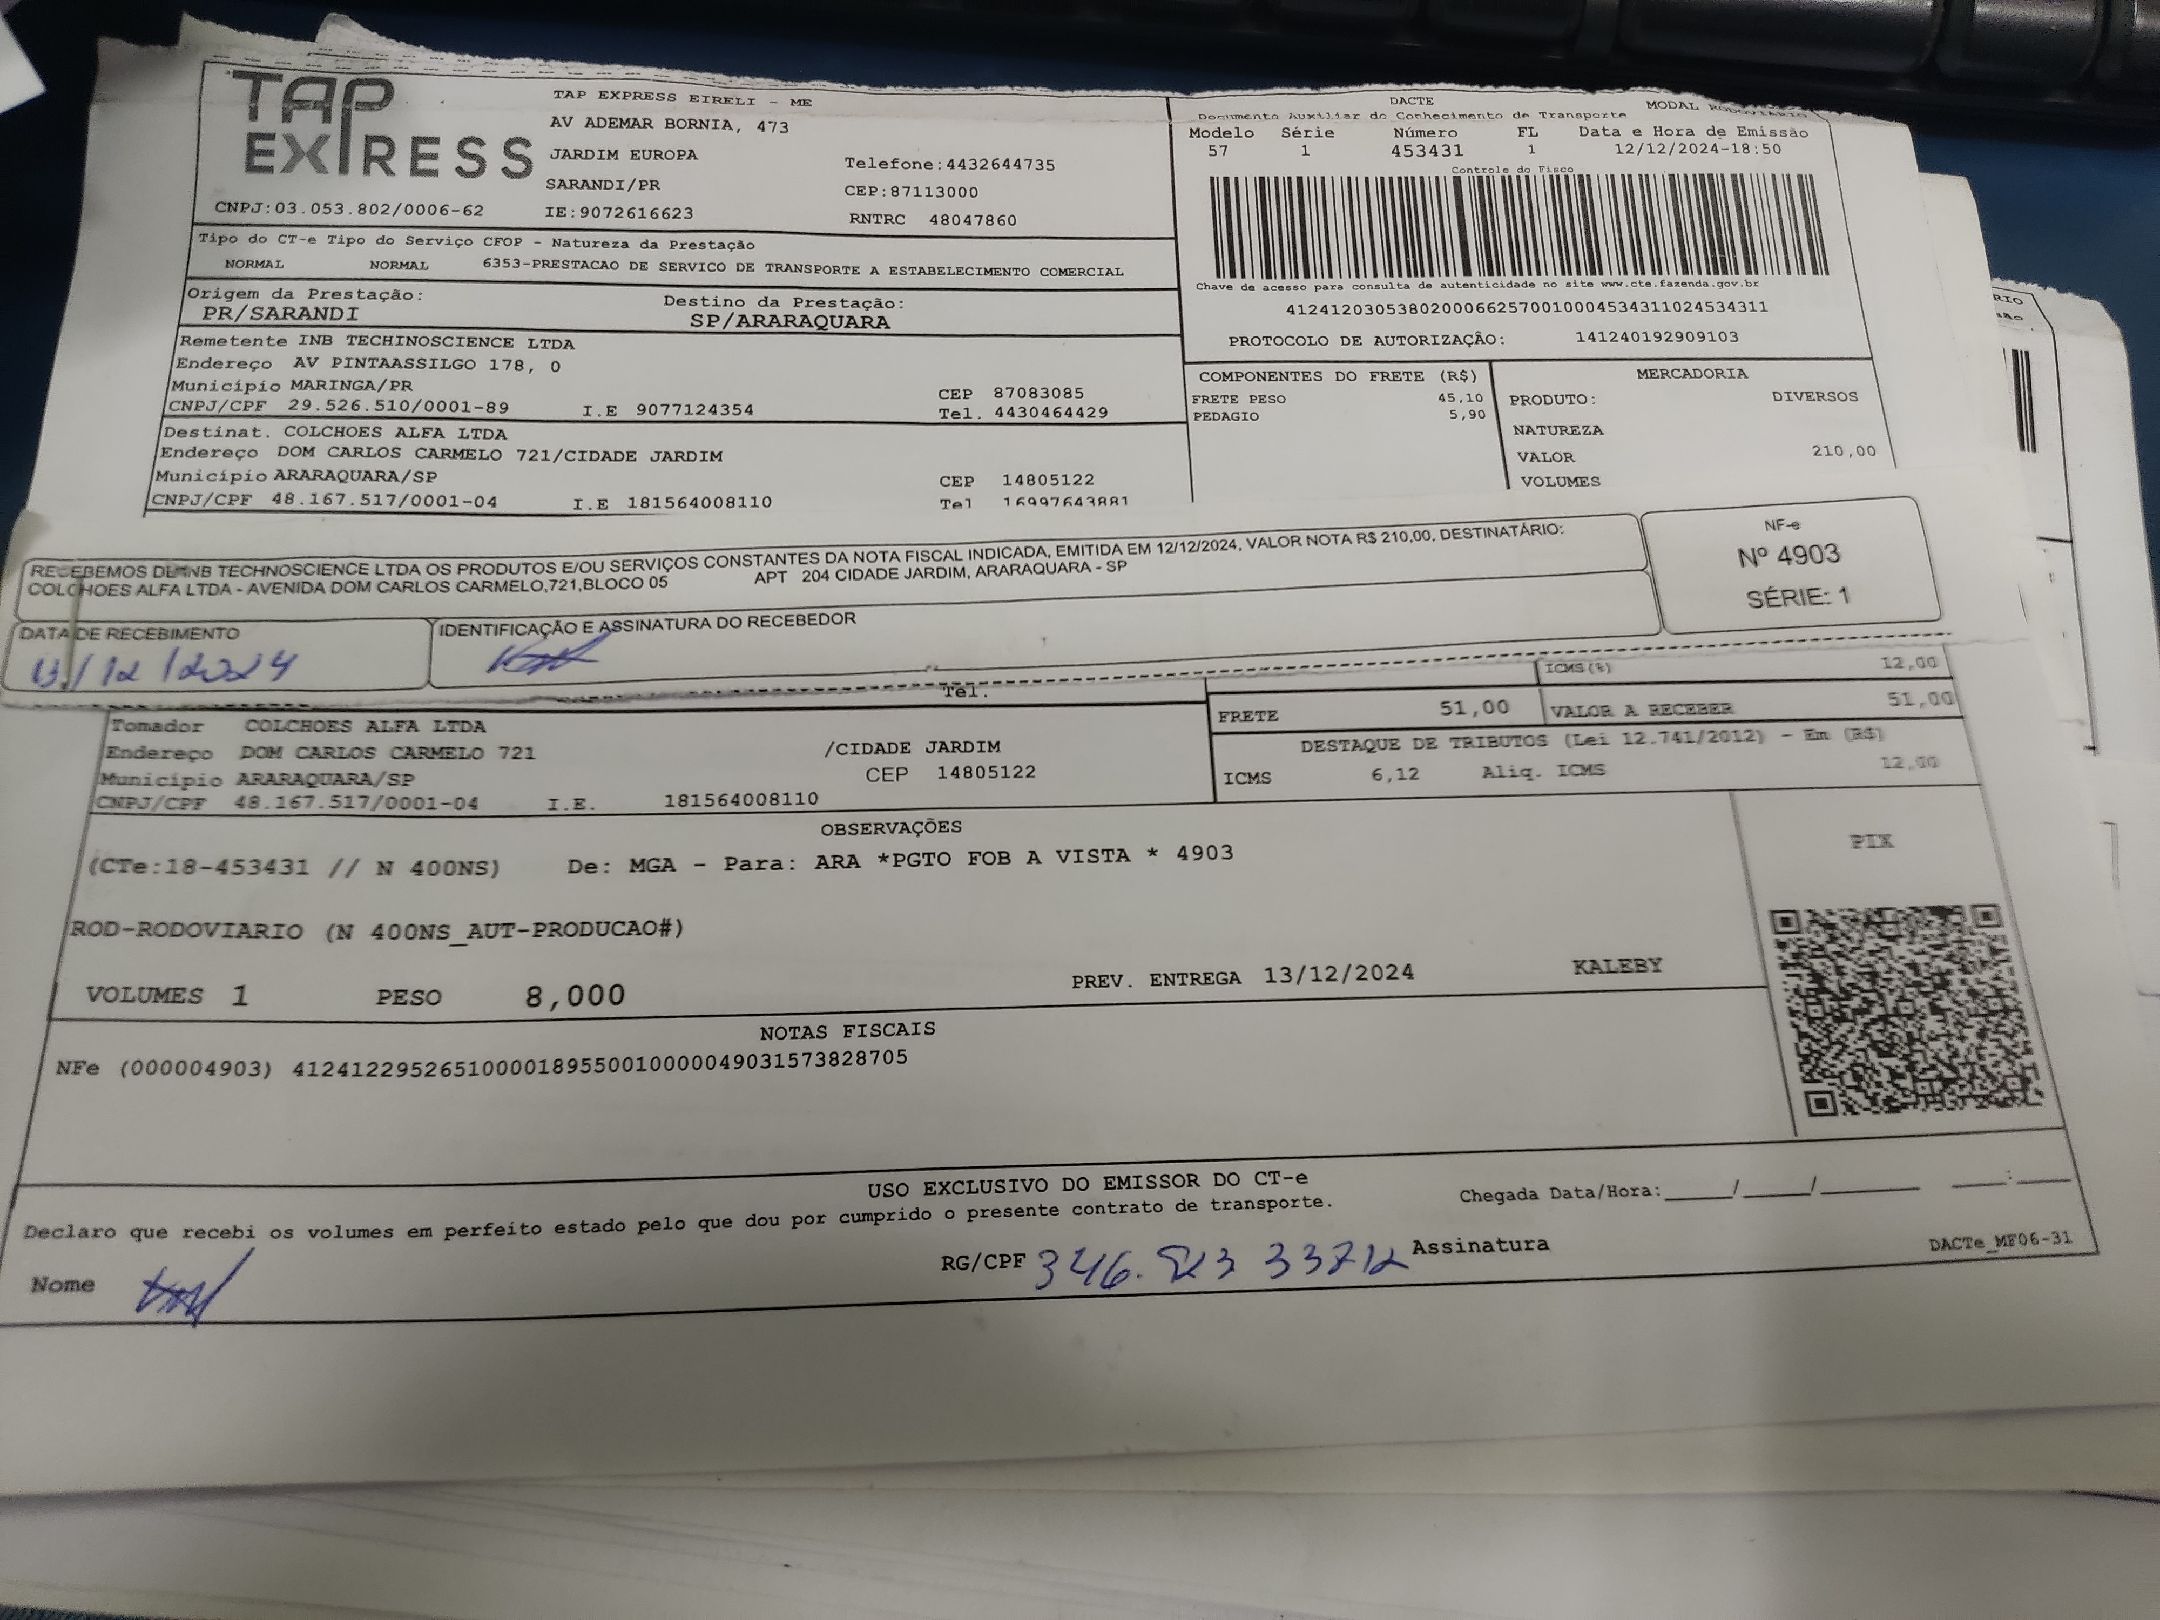 TAP EXPRESS
TAP EXPRESS EIRELI - ME
AV ADEMAR BORNIA, 473
JARDIM EUROPA
Telefone:4432644735
SARANDI/PR
CEP:87113000
CNPJ:03.053.802/0006-62
IE:9072616623
RNTRC 48047860
Tipo do CT-e Tipo do Serviço CFOP - Natureza da Prestação
NORMAL NORMAL 6353-PRESTACAO DE SERVICO DE TRANSPORTE A ESTABELECIMENTO COMERCIAL
Origem da Prestação: Destino da Prestação:
PR/SARANDI SP/ARARAQUARA
Remetente INB TECHINOSCIENCE LTDA
Endereço AV PINTAASSILGO 178, 0
Município MARINGA/PR CEP 87083085
CNPJ/CPF 29.526.510/0001-89 I.E 9077124354 Tel. 4430464429
Destinat. COLCHOES ALFA LTDA
Endereço DOM CARLOS CARMELO 721/CIDADE JARDIM
Município ARARAQUARA/SP CEP 14805122
CNPJ/CPF 48.167.517/0001-04 I.E 181564008110 Tel 16997643881
DACTE MODAL
Documento Auxiliar do Conhecimento de Transporte
Modelo Série Número FL Data e Hora de Emissão
57 1 453431 1 12/12/2024-18:50
Controle do Fisco
Chave de acesso para consulta de autenticidade no site www.cte.fazenda.gov.br
41241203053802000662570010004534311024534311
PROTOCOLO DE AUTORIZAÇÃO: 141240192909103
COMPONENTES DO FRETE (R$) MERCADORIA
FRETE PESO 45,10 PRODUTO: DIVERSOS
PEDAGIO 5,90
NATUREZA
VALOR 210,00
VOLUMES
RECEBEMOS DE INB TECHNOSCIENCE LTDA OS PRODUTOS E/OU SERVIÇOS CONSTANTES DA NOTA FISCAL INDICADA, EMITIDA EM 12/12/2024, VALOR NOTA R$ 210,00, DESTINATÁRIO:
COLCHOES ALFA LTDA - AVENIDA DOM CARLOS CARMELO,721,BLOCO 05 APT 204 CIDADE JARDIM, ARARAQUARA - SP
NF-e
Nº 4903
SÉRIE: 1
DATA DE RECEBIMENTO IDENTIFICAÇÃO E ASSINATURA DO RECEBEDOR
13/12/2024
Tel.
ICMS(%) 12,00
FRETE 51,00 VALOR A RECEBER 51,00
Tomador COLCHOES ALFA LTDA
Endereço DOM CARLOS CARMELO 721 /CIDADE JARDIM
Município ARARAQUARA/SP CEP 14805122
CNPJ/CPF 48.167.517/0001-04 I.E. 181564008110
DESTAQUE DE TRIBUTOS (Lei 12.741/2012) - Em (R$)
ICMS 6,12 Aliq. ICMS 12,00
OBSERVAÇÕES
(CTe:18-453431 // N 400NS) De: MGA - Para: ARA *PGTO FOB A VISTA * 4903
PIX
ROD-RODOVIARIO (N 400NS_AUT-PRODUCAO#)
VOLUMES 1 PESO 8,000 PREV. ENTREGA 13/12/2024 KALEBY
NOTAS FISCAIS
NFe (000004903) 41241229526510000189550010000049031573828705
USO EXCLUSIVO DO EMISSOR DO CT-e
Declaro que recebi os volumes em perfeito estado pelo que dou por cumprido o presente contrato de transporte.
Chegada Data/Hora:_____/_____/________ ____:____
Nome RG/CPF Assinatura
DACTe_MF06-31